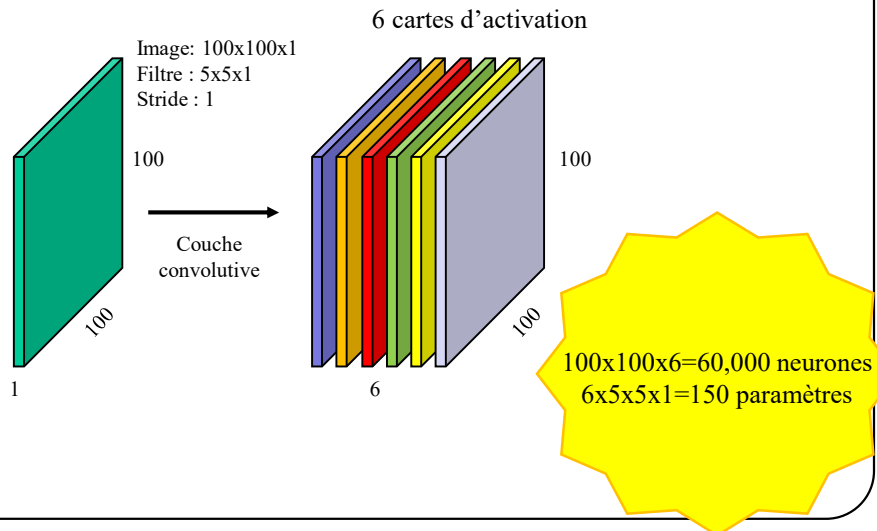 6 cartes d’activation
Image: 100x100x1
Filtre : 5x5x1
Stride : 1
100
100
Couche
convolutive
100
100
1
6
100x100x6=60,000 neurones
6x5x5x1=150 paramètres